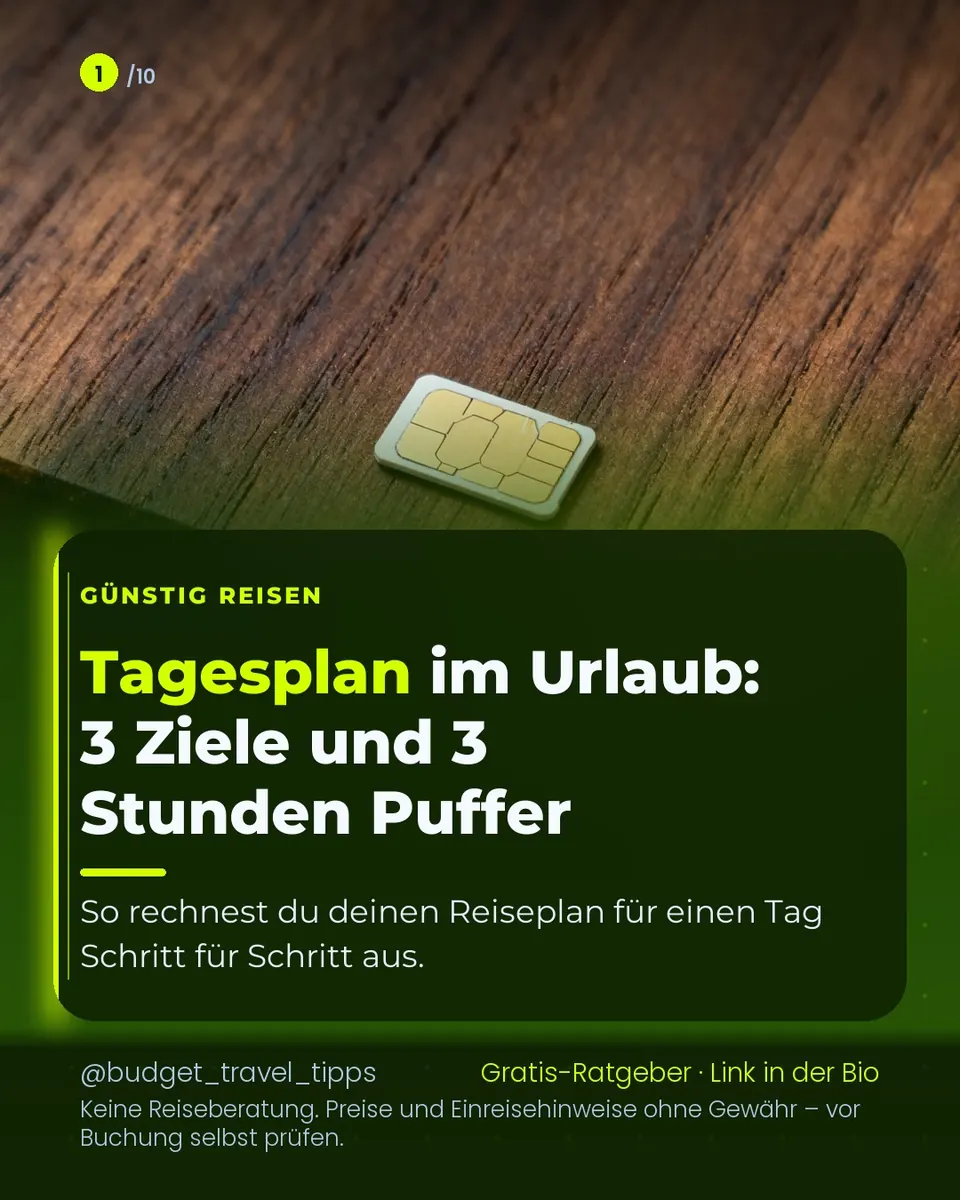 1 /10
GÜNSTIG REISEN
Tagesplan im Urlaub:
3 Ziele und 3
Stunden Puffer
So rechnest du deinen Reiseplan für einen Tag
Schritt für Schritt aus.
@budget_travel_tipps Gratis-Ratgeber · Link in der Bio
Keine Reiseberatung. Preise und Einreisehinweise ohne Gewähr – vor
Buchung selbst prüfen.